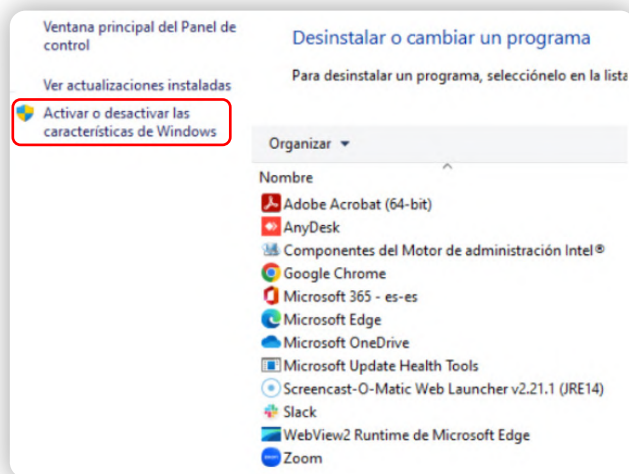 Ventana principal del Panel de
control
Ver actualizaciones instaladas
Activar o desactivar las
características de Windows
Desinstalar o cambiar un programa
Para desinstalar un programa, selecciónelo en la lista
Organizar
Nombre
Adobe Acrobat (64-bit)
AnyDesk
Componentes del Motor de administración Intel®
Google Chrome
Microsoft 365 - es-es
Microsoft Edge
Microsoft OneDrive
Microsoft Update Health Tools
Screencast-O-Matic Web Launcher v2.21.1 (JRE14)
Slack
WebView2 Runtime de Microsoft Edge
Zoom